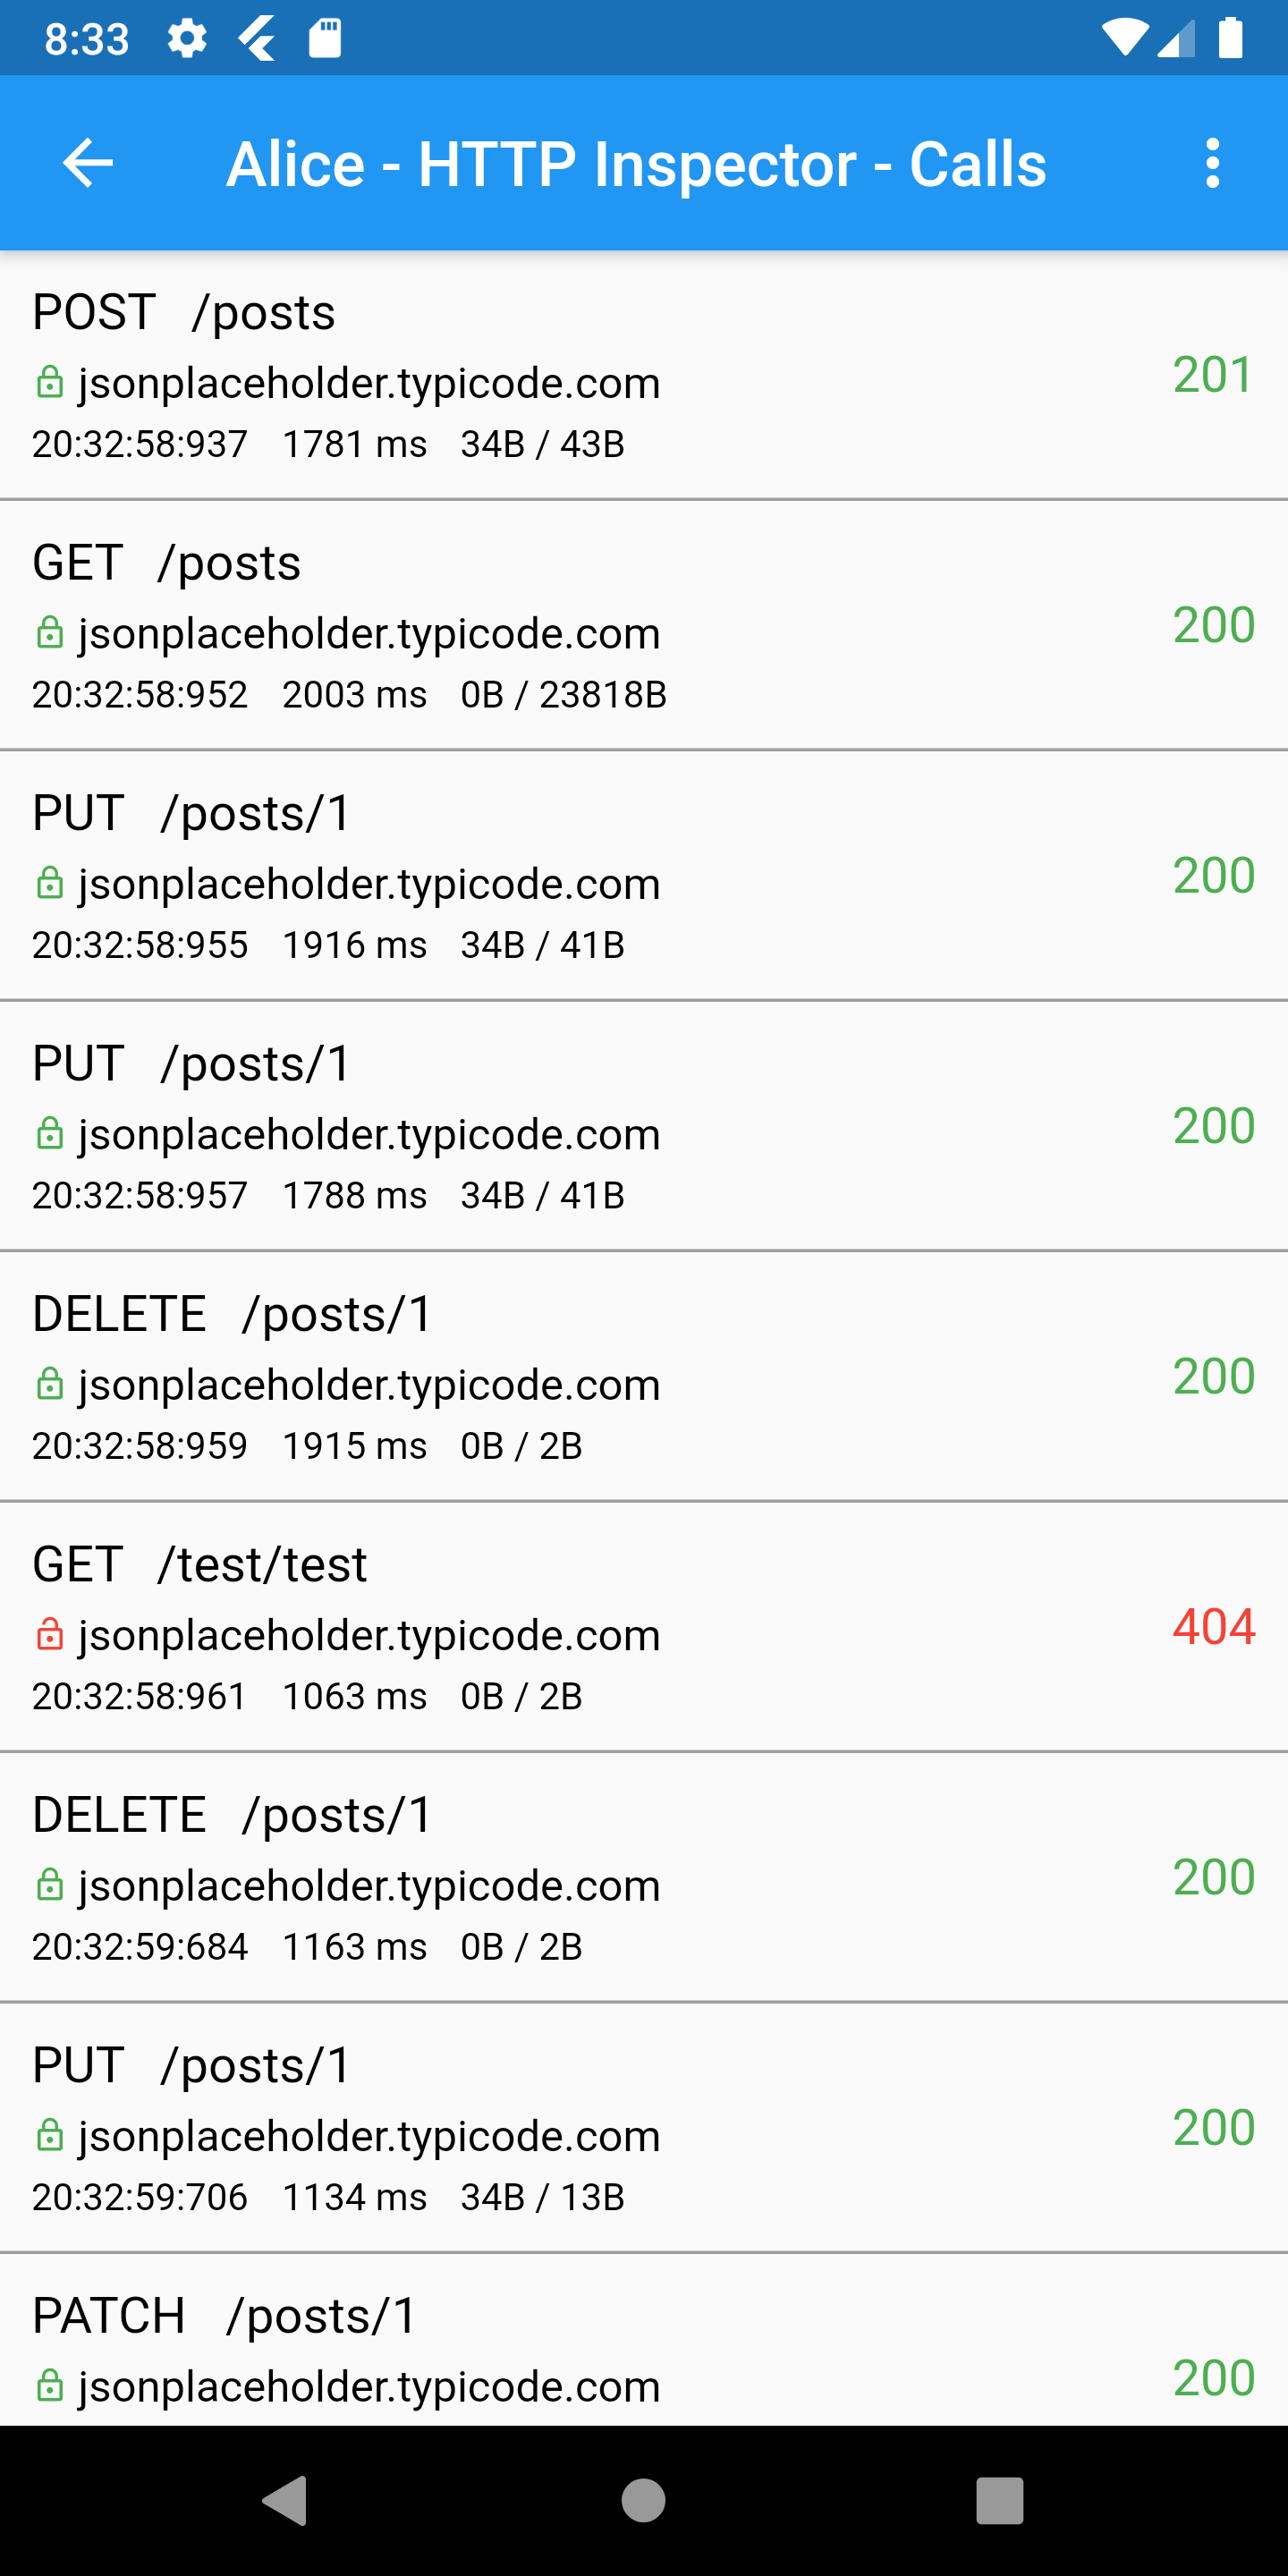 8:33
Alice - HTTP Inspector - Calls
POST /posts
jsonplaceholder.typicode.com
201
20:32:58:937 1781 ms 34B / 43B
GET /posts
jsonplaceholder.typicode.com
200
20:32:58:952 2003 ms 0B / 23818B
PUT /posts/1
jsonplaceholder.typicode.com
200
20:32:58:955 1916 ms 34B / 41B
PUT /posts/1
jsonplaceholder.typicode.com
200
20:32:58:957 1788 ms 34B / 41B
DELETE /posts/1
jsonplaceholder.typicode.com
200
20:32:58:959 1915 ms 0B / 2B
GET /test/test
jsonplaceholder.typicode.com
404
20:32:58:961 1063 ms 0B / 2B
DELETE /posts/1
jsonplaceholder.typicode.com
200
20:32:59:684 1163 ms 0B / 2B
PUT /posts/1
jsonplaceholder.typicode.com
200
20:32:59:706 1134 ms 34B / 13B
PATCH /posts/1
jsonplaceholder.typicode.com
200